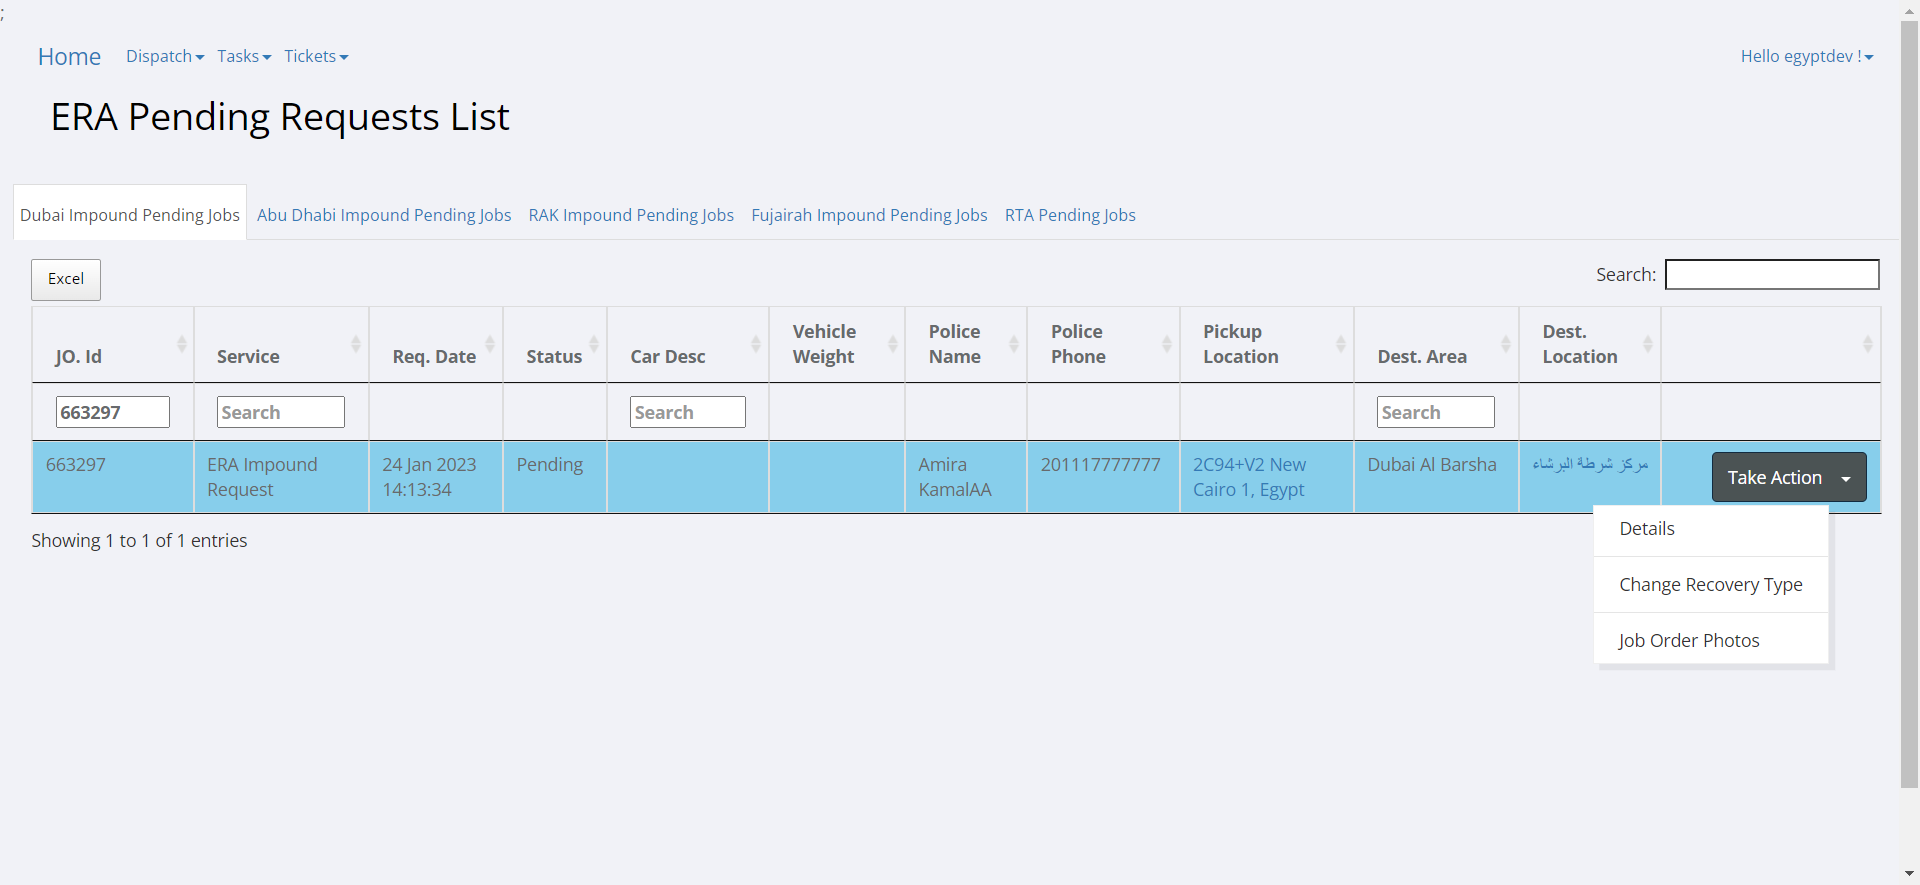 ;
Home Dispatch Tasks Tickets Hello egyptdev !
ERA Pending Requests List
Dubai Impound Pending Jobs Abu Dhabi Impound Pending Jobs RAK Impound Pending Jobs Fujairah Impound Pending Jobs RTA Pending Jobs
Excel Search:
JO. Id Service Req. Date Status Car Desc Vehicle Weight Police Name Police Phone Pickup Location Dest. Area Dest. Location
663297 Search Search Search
663297 ERA Impound Request 24 Jan 2023 14:13:34 Pending Amira KamalAA 201117777777 2C94+V2 New Cairo 1, Egypt Dubai Al Barsha مركز شرطة البرشاء Take Action
Showing 1 to 1 of 1 entries
Details
Change Recovery Type
Job Order Photos